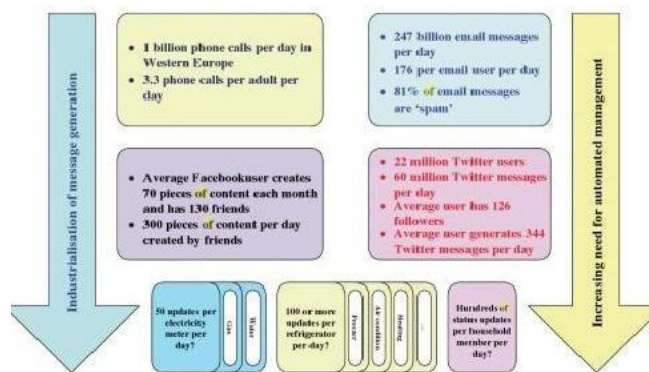 • 1 billion phone calls per day in
Western Europe
• 3.3 phone calls per adult per
day
• 247 billion email messages
per day
• 176 per email user per day
• 81% of email messages
are 'spam'
Industrialisation of message generation
Increasing need for automated management
• Average Facebookuser creates
70 pieces of content each month
and has 130 friends
• 300 pieces of content per day
created by friends
• 22 million Twitter users
• 60 million Twitter messages
per day
• Average user has 126
followers
• Average user generates 344
Twitter messages per day
50 updates per
electricity
meter per
day?
Gas
Water
100 or more
updates per
refrigerator
per day?
Freezer
Air condition
Heating
...
Hundreds of
status updates
per household
member per
day?